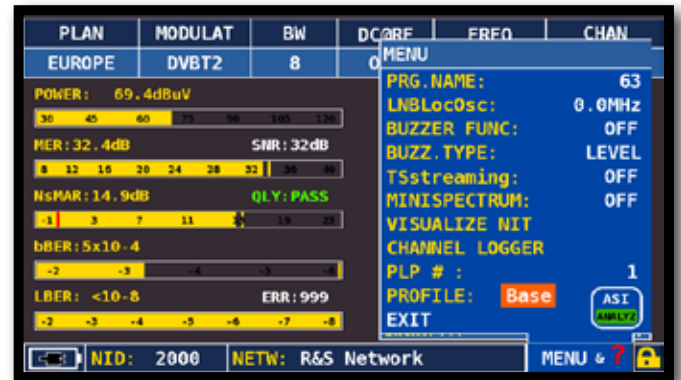 PLAN MODULAT BW DCORE FREQ CHAN
EUROPE DVBT2 8
MENU
PRG.NAME: 63
LNBLocOsc: 0.0MHz
BUZZER FUNC: OFF
BUZZ.TYPE: LEVEL
TSstreaming: OFF
MINISPECTRUM: OFF
VISUALIZE NIT
CHANNEL LOGGER
PLP # : 1
PROFILE: Base
EXIT
ASI
ANALYZ
POWER: 69.4dBuV
30 45 60 75 90 105 120
MER:32.4dB SNR:32dB
8 12 16 20 24 28 32 36 40
NsMAR:14.9dB QLY:PASS
-1 3 7 11 15 19 23
bBER:5x10-4
-2 -3 -4 -5 -6
LBER: <10-8 ERR:999
-2 -3 -4 -5 -6 -7 -8
NID: 2000 NETW: R&S Network MENU & ?